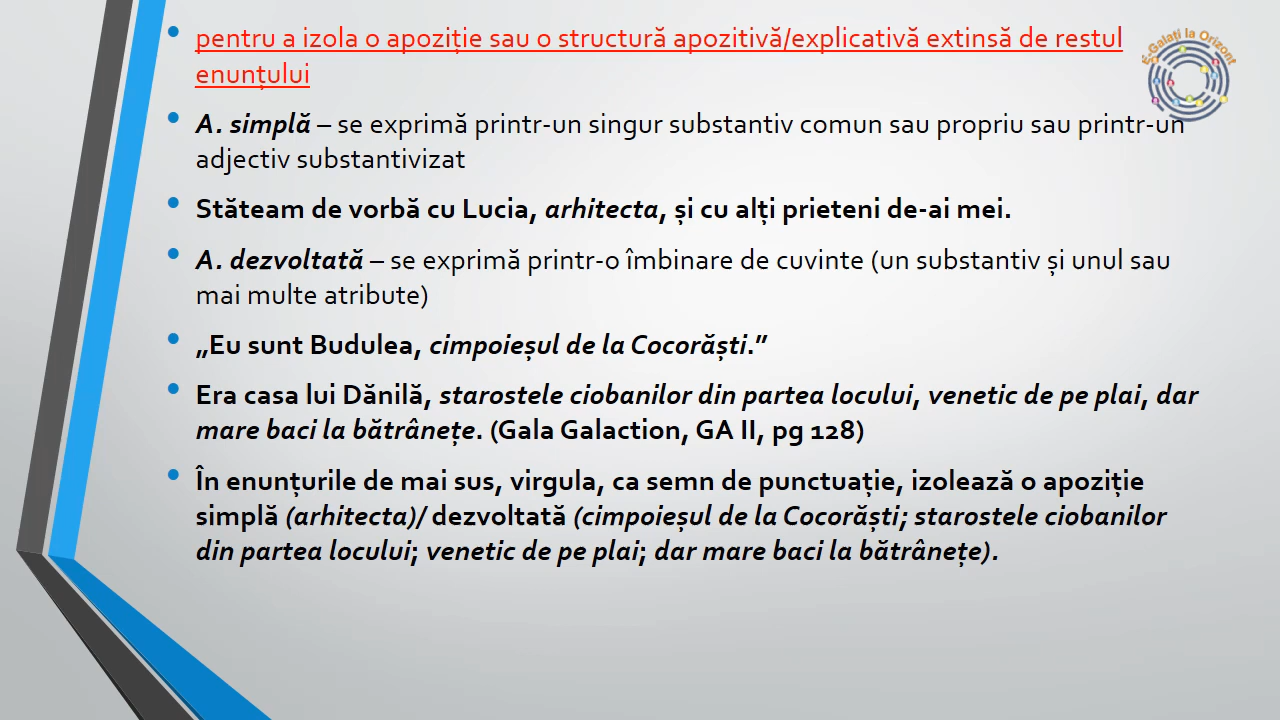 pentru a izola o apoziție sau o structură apozitivă/explicativă extinsă de restul
enunțului
E-Galați la Orizont
A. simplă – se exprimă printr-un singur substantiv comun sau propriu sau printr-un
adjectiv substantivizat
Stăteam de vorbă cu Lucia, arhitecta, și cu alți prieteni de-ai mei.
A. dezvoltată – se exprimă printr-o îmbinare de cuvinte (un substantiv și unul sau
mai multe atribute)
„Eu sunt Budulea, cimpoieșul de la Cocorăști.”
Era casa lui Dănilă, starostele ciobanilor din partea locului, venetic de pe plai, dar
mare baci la bătrânețe. (Gala Galaction, GA II, pg 128)
În enunțurile de mai sus, virgula, ca semn de punctuație, izolează o apoziție
simplă (arhitecta)/ dezvoltată (cimpoieșul de la Cocorăști; starostele ciobanilor
din partea locului; venetic de pe plai; dar mare baci la bătrânețe).